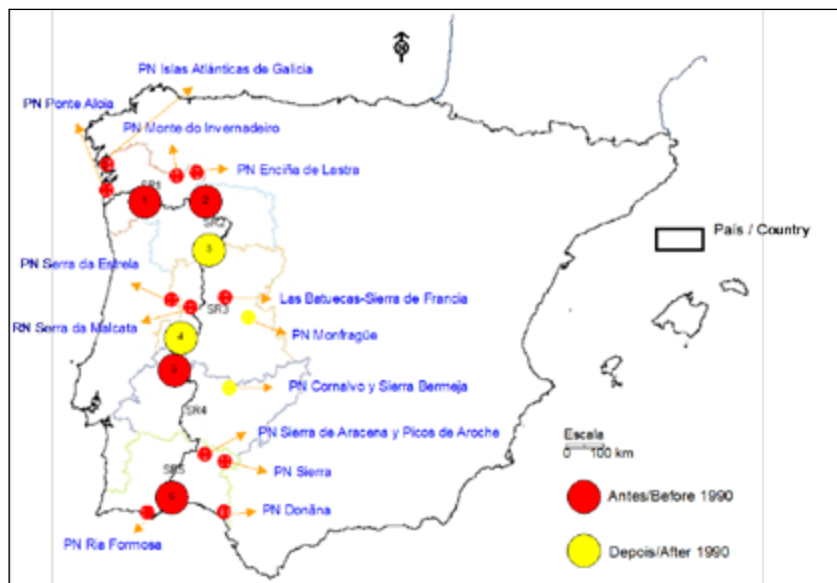 PN Islas Atlánticas de Galicia
PN Ponte Aloia
PN Monte do Invernadeiro
PN Enciña de Lastra
SR1
1
2
SR2
3
País / Country
PN Serra da Estrela
Las Batuecas-Sierra de Francia
SR3
RN Serra da Malcata
PN Monfragüe
4
5
PN Cornalvo y Sierra Bermeja
SR4
PN Sierra de Aracena y Picos de Aroche
Escala
0 100 km
SR5
PN Sierra
6
Antes/Before 1990
PN Donãna
PN Ria Formosa
Depois/After 1990